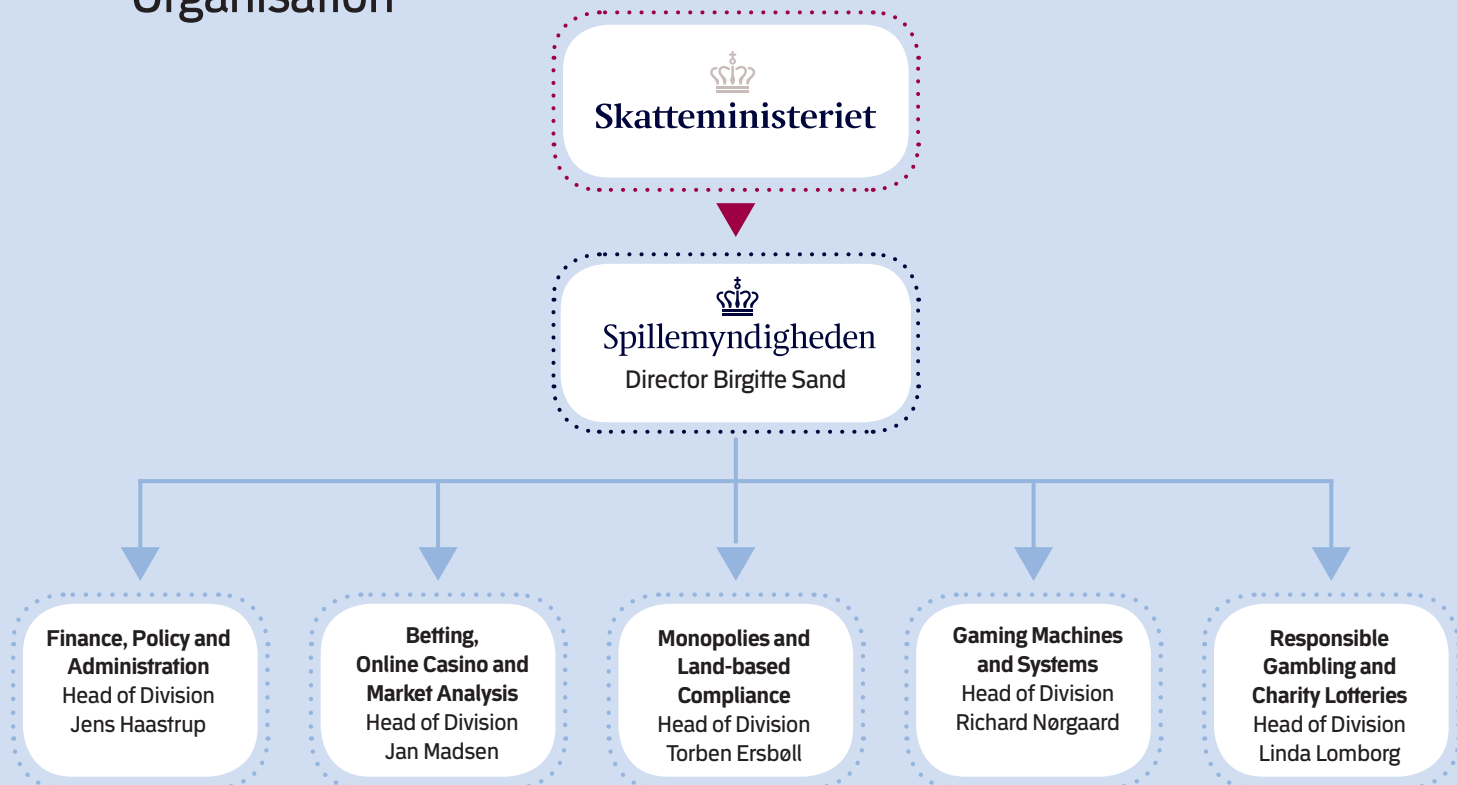 Organisation
Skatteministeriet
Spillemyndigheden
Director Birgitte Sand
Finance, Policy and
Administration
Head of Division
Jens Haastrup
Betting,
Online Casino and
Market Analysis
Head of Division
Jan Madsen
Monopolies and
Land-based
Compliance
Head of Division
Torben Ersbøll
Gaming Machines
and Systems
Head of Division
Richard Nørgaard
Responsible
Gambling and
Charity Lotteries
Head of Division
Linda Lomborg